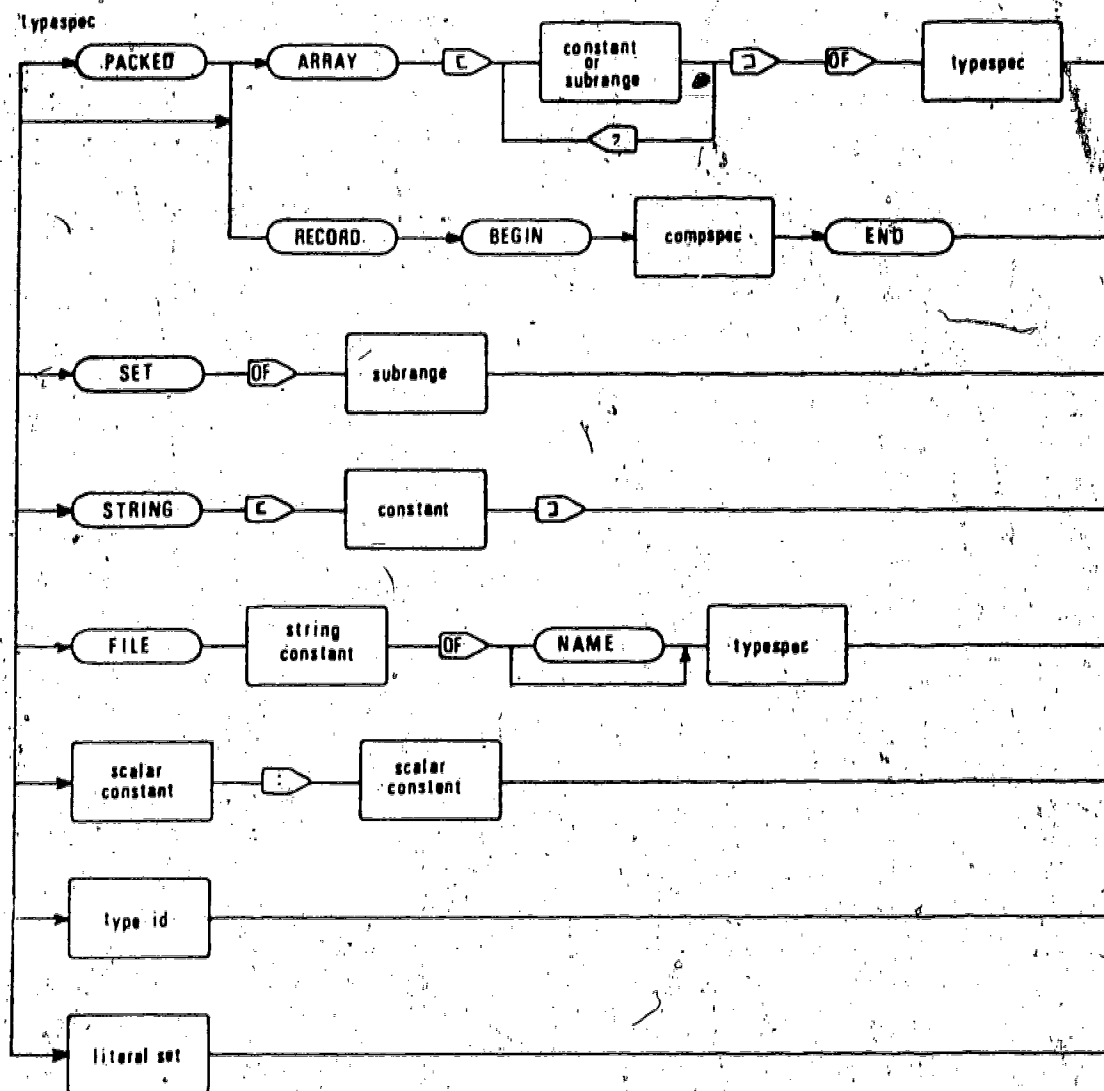 typespec
PACKED ARRAY [ constant or subrange ] OF typespec
,
RECORD BEGIN compspec END
SET OF subrange
STRING [ constant ]
FILE string constant OF NAME typespec
scalar constant : scalar constant
type id
literal set